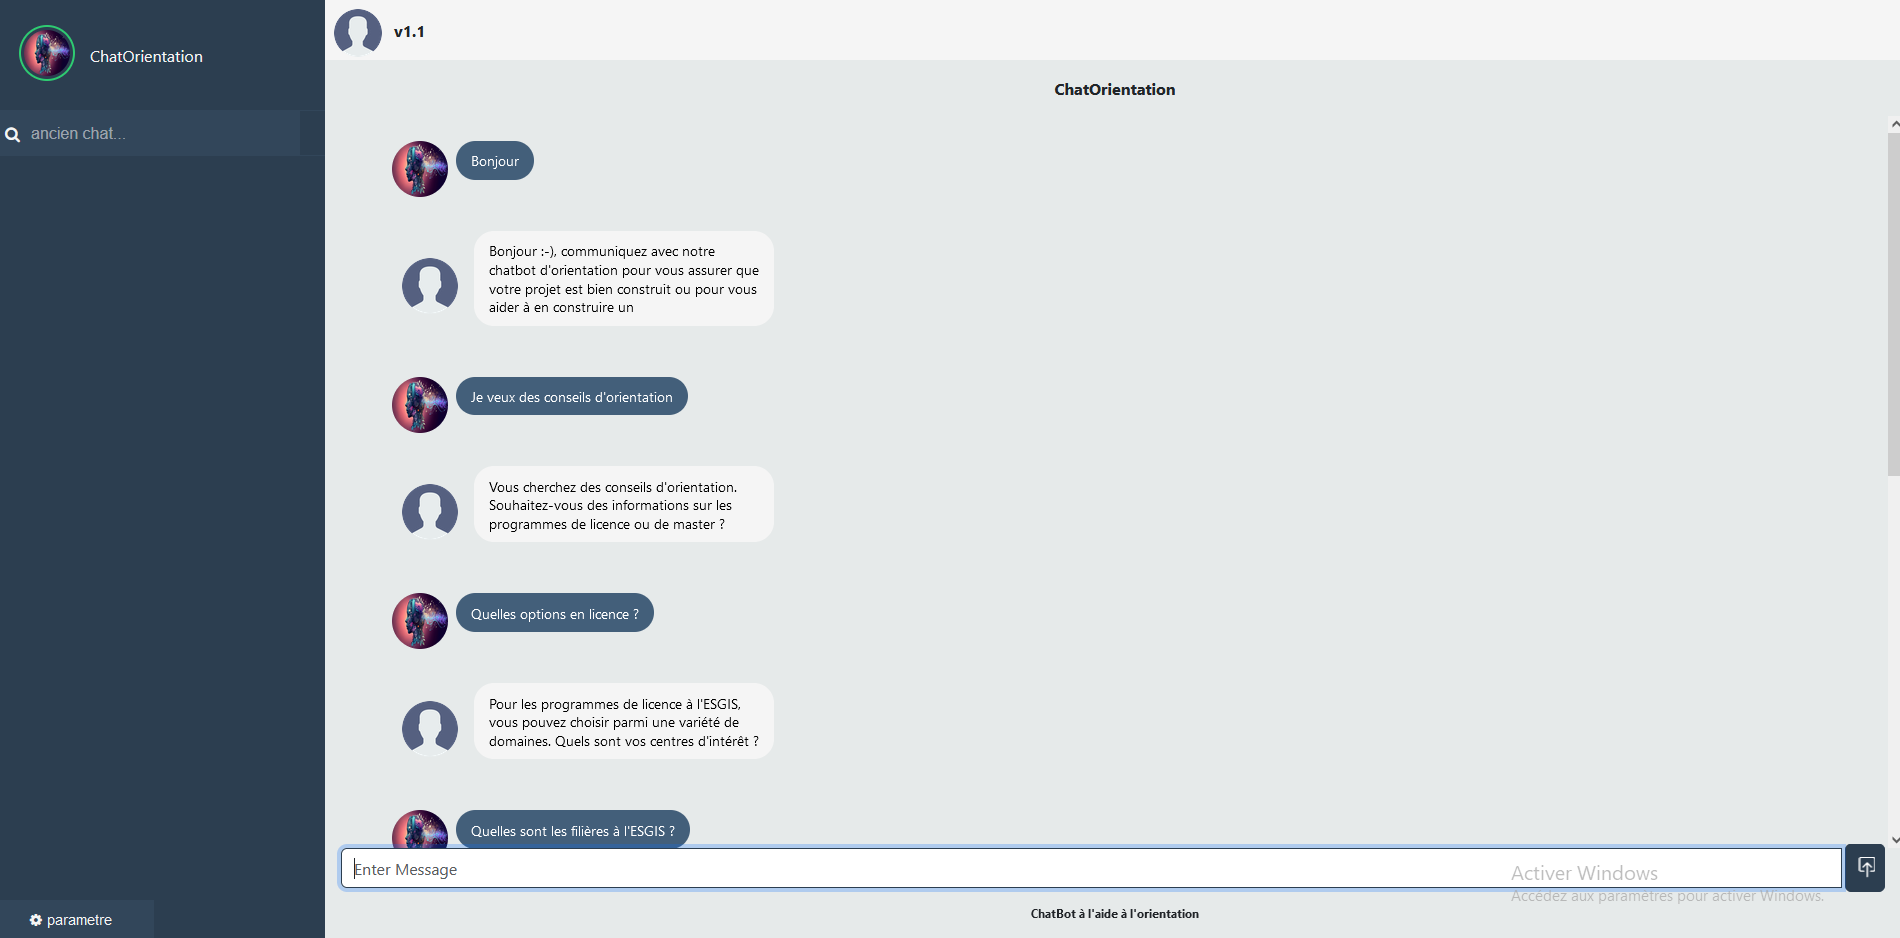 ChatOrientation
ancien chat...
parametre
v1.1
ChatOrientation
Bonjour
Bonjour :-), communiquez avec notre
chatbot d'orientation pour vous assurer que
votre projet est bien construit ou pour vous
aider à en construire un
Je veux des conseils d'orientation
Vous cherchez des conseils d'orientation.
Souhaitez-vous des informations sur les
programmes de licence ou de master ?
Quelles options en licence ?
Pour les programmes de licence à l'ESGIS,
vous pouvez choisir parmi une variété de
domaines. Quels sont vos centres d'intérêt ?
Quelles sont les filières à l'ESGIS ?
Enter Message
Activer Windows
Accédez aux paramètres pour activer Windows.
ChatBot à l'aide à l'orientation